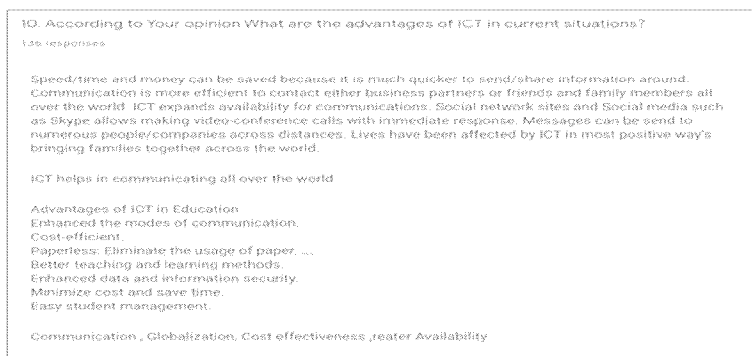 10. According to Your opinion What are the advantages of ICT in current situations?
136 responses
Speed/time and money can be saved because it is much quicker to send/share information around.
Communication is more efficient to contact either business partners or friends and family members all
over the world. ICT expands availability for communications. Social network sites and Social media such
as Skype allows making video-conference calls with immediate response. Messages can be send to
numerous people/companies across distances. Lives have been affected by ICT in most positive way's
bringing families together across the world.
ICT helps in communicating all over the world
Advantages of ICT in Education
Enhanced the modes of communication.
Cost-efficient.
Paperless: Eliminate the usage of paper. ...
Better teaching and learning methods.
Enhanced data and information security.
Minimize cost and save time.
Easy student management.
Communication , Globalization, Cost effectiveness ,reater Availability